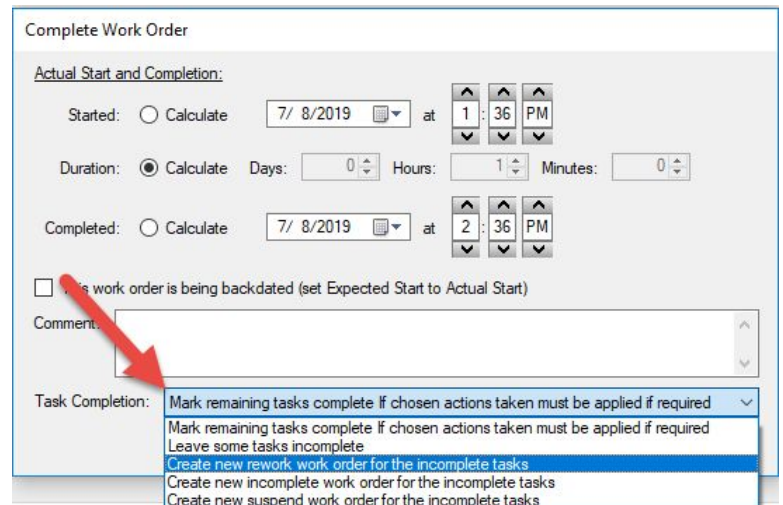 Complete Work Order
Actual Start and Completion:
Started: Calculate 7/ 8/2019 at 1 : 36 PM
Duration: Calculate Days: 0 Hours: 1 Minutes: 0
Completed: Calculate 7/ 8/2019 at 2 : 36 PM
work order is being backdated (set Expected Start to Actual Start)
Comment:
Task Completion: Mark remaining tasks complete If chosen actions taken must be applied if required
Mark remaining tasks complete If chosen actions taken must be applied if required
Leave some tasks incomplete
Create new rework work order for the incomplete tasks
Create new incomplete work order for the incomplete tasks
Create new suspend work order for the incomplete tasks